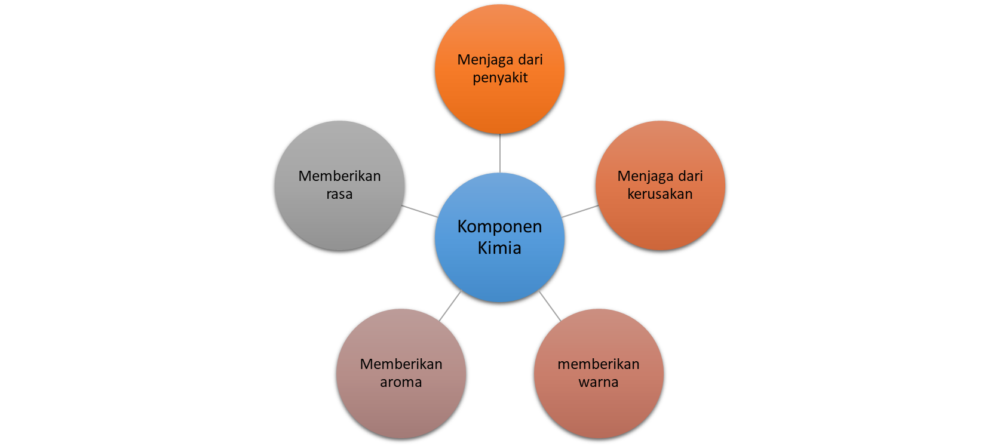 Menjaga dari
penyakit
Memberikan
rasa
Menjaga dari
kerusakan
Komponen
Kimia
Memberikan
aroma
memberikan
warna